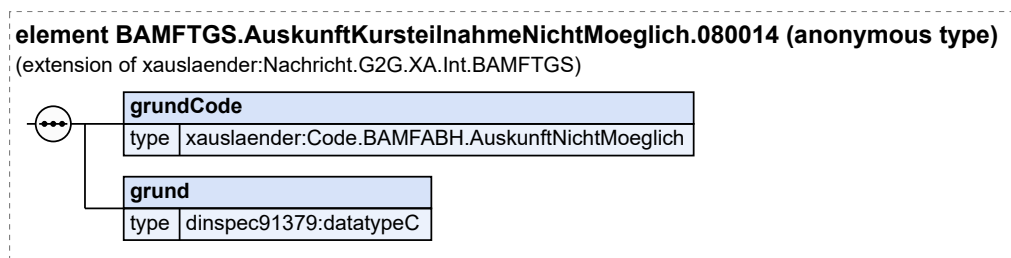 element BAMFTGS.AuskunftKursteilnahmeNichtMoeglich.080014 (anonymous type)
(extension of xauslaender:Nachricht.G2G.XA.Int.BAMFTGS)
grundCode
type xauslaender:Code.BAMFABH.AuskunftNichtMoeglich
grund
type dinspec91379:datatypeC